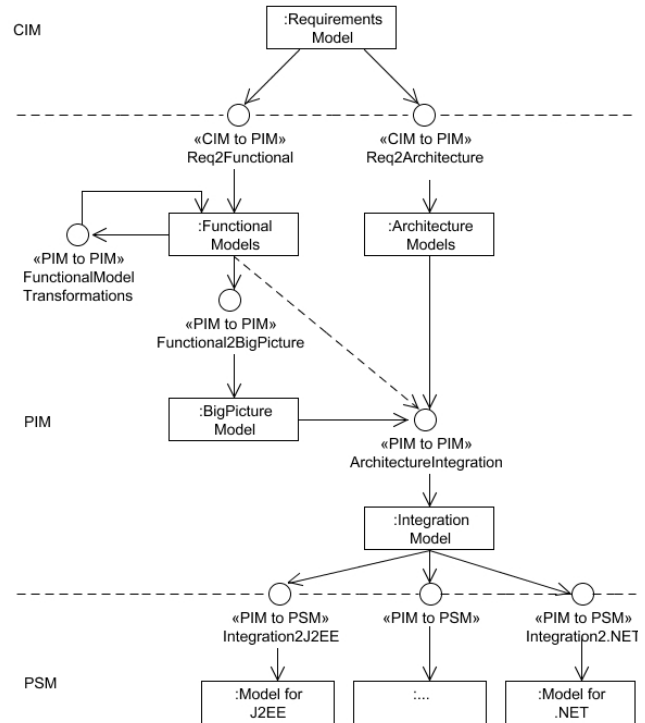 CIM
:Requirements
Model
«CIM to PIM»
Req2Functional
«CIM to PIM»
Req2Architecture
:Functional
Models
:Architecture
Models
«PIM to PIM»
FunctionalModel
Transformations
«PIM to PIM»
Functional2BigPicture
PIM
:BigPicture
Model
«PIM to PIM»
ArchitectureIntegration
:Integration
Model
«PIM to PSM»
Integration2J2EE
«PIM to PSM»
«PIM to PSM»
Integration2.NET
PSM
:Model for
J2EE
:...
:Model for
.NET